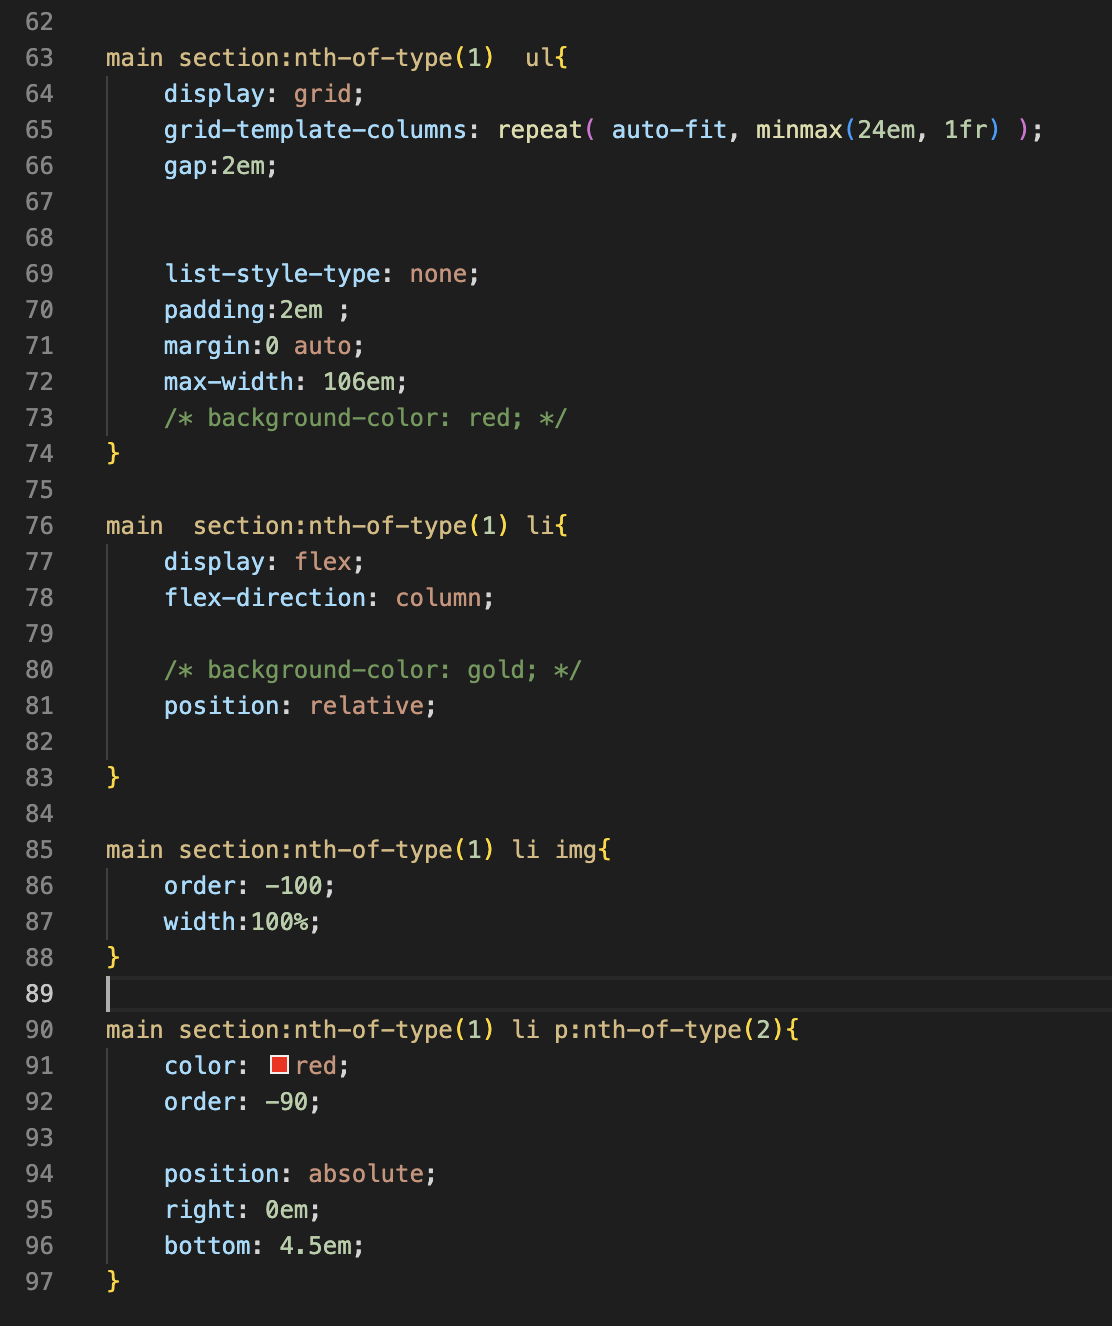 62
63 main section:nth-of-type(1)  ul{
64     display: grid;
65     grid-template-columns: repeat( auto-fit, minmax(24em, 1fr) );
66     gap:2em;
67
68
69     list-style-type: none;
70     padding:2em ;
71     margin:0 auto;
72     max-width: 106em;
73     /* background-color: red; */
74 }
75
76 main  section:nth-of-type(1) li{
77     display: flex;
78     flex-direction: column;
79
80     /* background-color: gold; */
81     position: relative;
82
83 }
84
85 main section:nth-of-type(1) li img{
86     order: -100;
87     width:100%;
88 }
89
90 main section:nth-of-type(1) li p:nth-of-type(2){
91     color: red;
92     order: -90;
93
94     position: absolute;
95     right: 0em;
96     bottom: 4.5em;
97 }